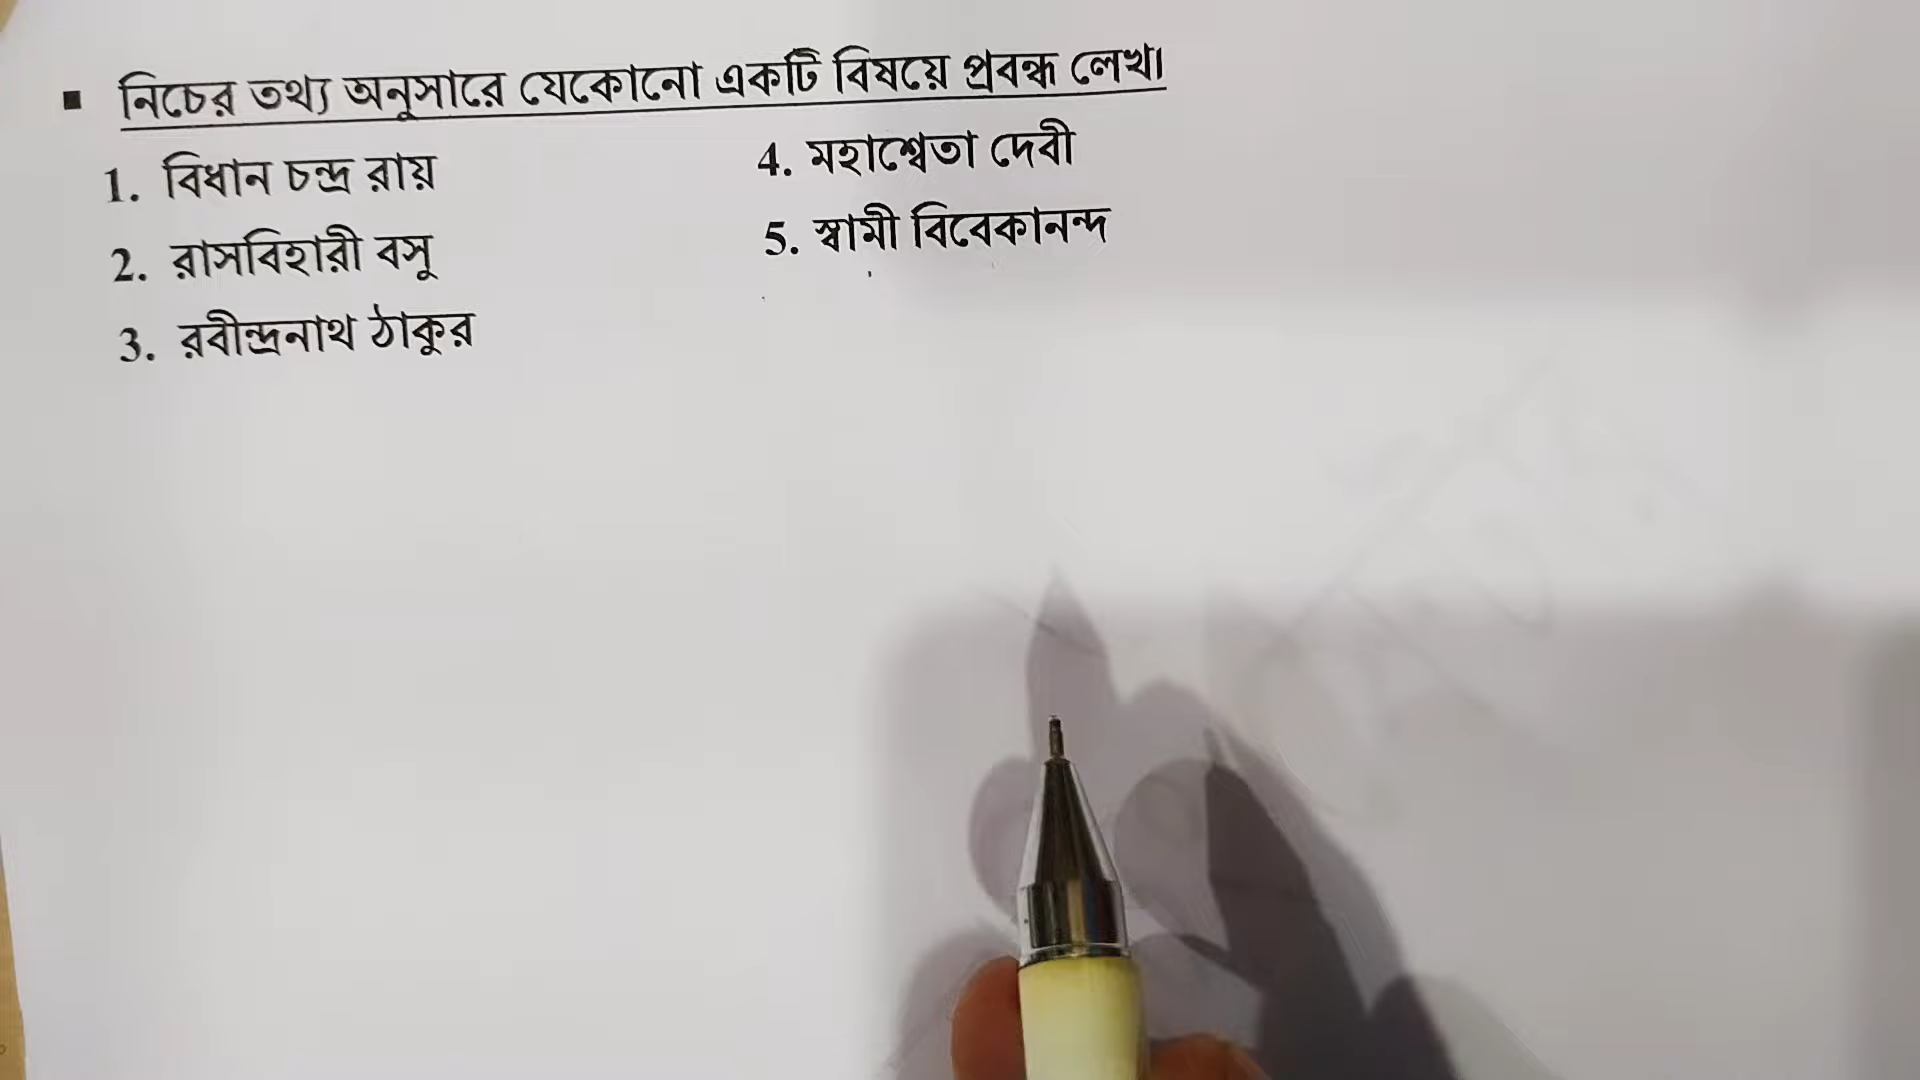 ▪ নিচের তথ্য অনুসারে যেকোনো একটি বিষয়ে প্রবন্ধ লেখ।
1. বিধান চন্দ্র রায়
2. রাসবিহারী বসু
3. রবীন্দ্রনাথ ঠাকুর
4. মহাশ্বেতা দেবী
5. স্বামী বিবেকানন্দ